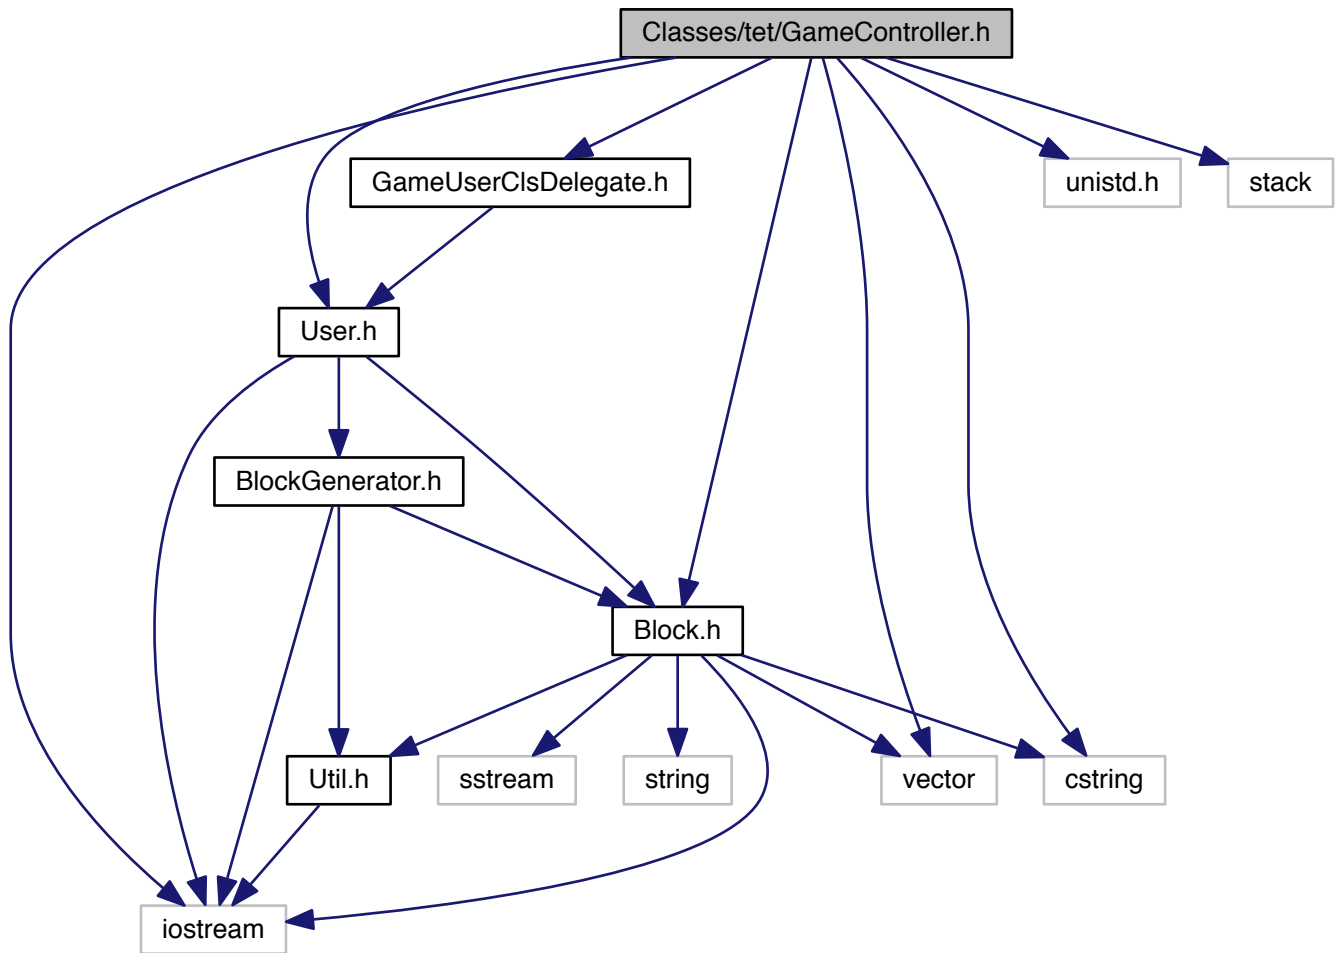 Classes/tet/GameController.h
GameUserClsDelegate.h
unistd.h
stack
User.h
BlockGenerator.h
Block.h
Util.h
sstream
string
vector
cstring
iostream